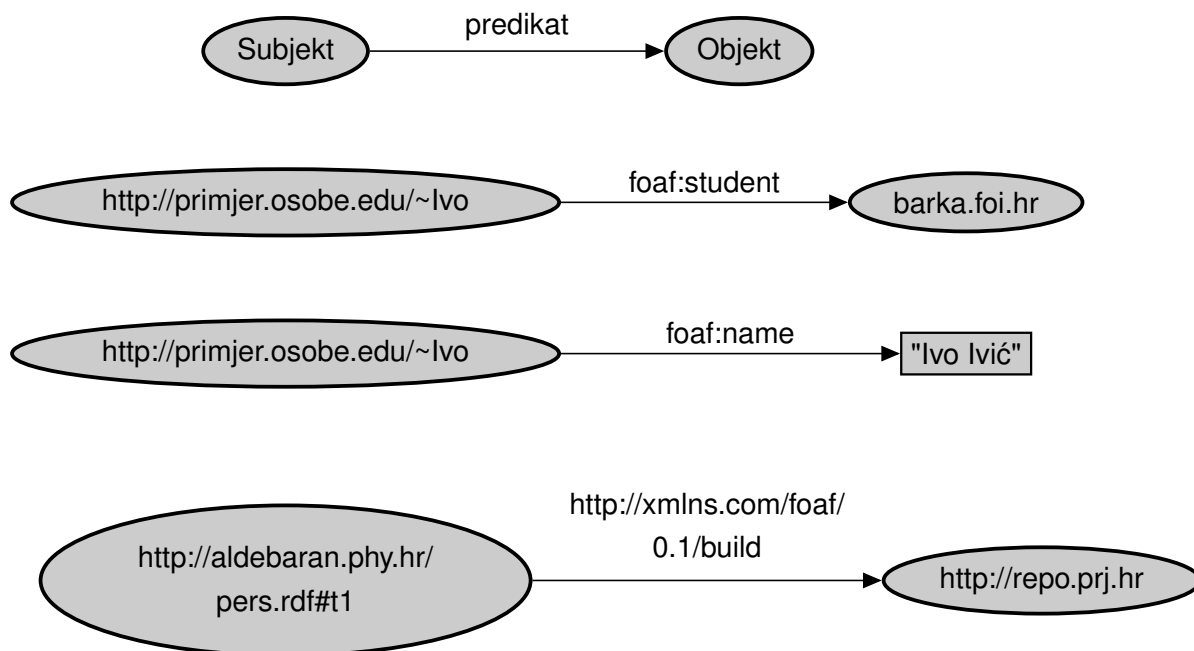 predikat
Subjekt
Objekt
foaf:student
http://primjer.osobe.edu/~Ivo
barka.foi.hr
foaf:name
http://primjer.osobe.edu/~Ivo
"Ivo Ivić"
http://xmlns.com/foaf/
0.1/build
http://aldebaran.phy.hr/
pers.rdf#t1
http://repo.prj.hr